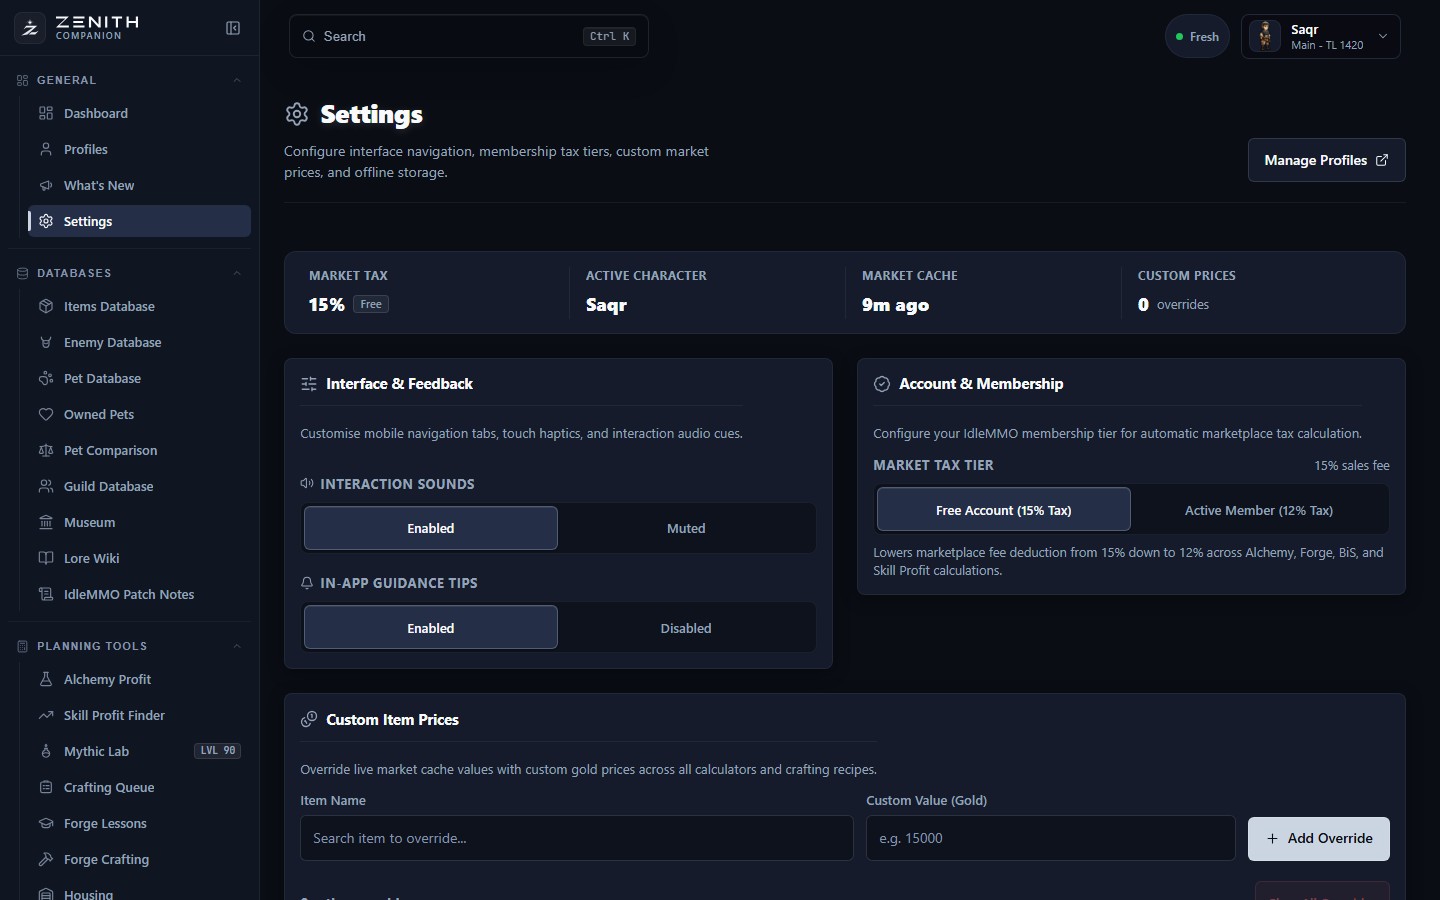 ZENITH
COMPANION
Search
Ctrl K
Fresh
Saqr
Main - TL 1420
GENERAL
Dashboard
Profiles
What's New
Settings
DATABASES
Items Database
Enemy Database
Pet Database
Owned Pets
Pet Comparison
Guild Database
Museum
Lore Wiki
IdleMMO Patch Notes
PLANNING TOOLS
Alchemy Profit
Skill Profit Finder
Mythic Lab
LVL 90
Crafting Queue
Forge Lessons
Forge Crafting
Housing
Settings
Configure interface navigation, membership tax tiers, custom market
prices, and offline storage.
Manage Profiles
MARKET TAX
15% Free
ACTIVE CHARACTER
Saqr
MARKET CACHE
9m ago
CUSTOM PRICES
0 overrides
Interface & Feedback
Customise mobile navigation tabs, touch haptics, and interaction audio cues.
INTERACTION SOUNDS
Enabled
Muted
IN-APP GUIDANCE TIPS
Enabled
Disabled
Account & Membership
Configure your IdleMMO membership tier for automatic marketplace tax calculation.
MARKET TAX TIER
15% sales fee
Free Account (15% Tax)
Active Member (12% Tax)
Lowers marketplace fee deduction from 15% down to 12% across Alchemy, Forge, BiS, and
Skill Profit calculations.
Custom Item Prices
Override live market cache values with custom gold prices across all calculators and crafting recipes.
Item Name
Search item to override...
Custom Value (Gold)
e.g. 15000
Add Override